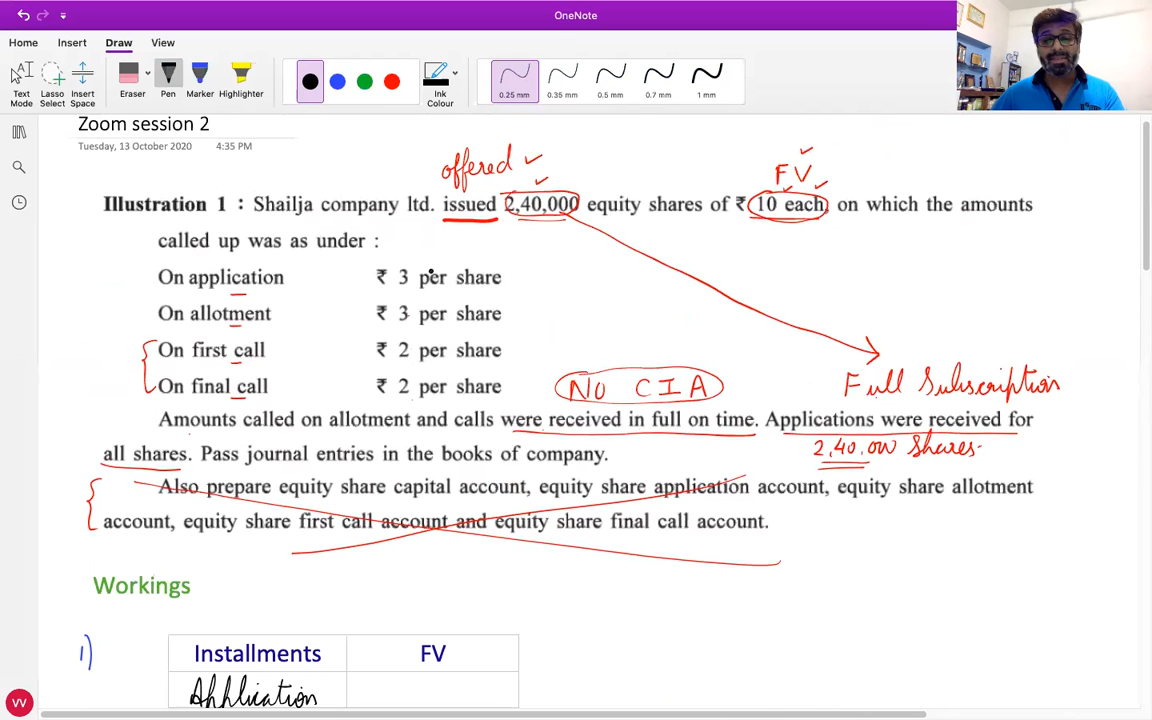 OneNote
Home Insert Draw View
Text Mode Lasso Select Insert Space Eraser Pen Marker Highlighter Ink Colour 0.25 mm 0.35 mm 0.5 mm 0.7 mm 1 mm
Zoom session 2
Tuesday, 13 October 2020 4:35 PM
offered
FV
Illustration 1 : Shailja company ltd. issued 2,40,000 equity shares of ₹ 10 each, on which the amounts
called up was as under :
On application ₹ 3 per share
On allotment ₹ 3 per share
On first call ₹ 2 per share
On final call ₹ 2 per share
NO CIA
Full Subscription
Amounts called on allotment and calls were received in full on time. Applications were received for
all shares. Pass journal entries in the books of company.
2,40,000 Shares-
Also prepare equity share capital account, equity share application account, equity share allotment
account, equity share first call account and equity share final call account.
Workings
1) Installments FV
Application
VV